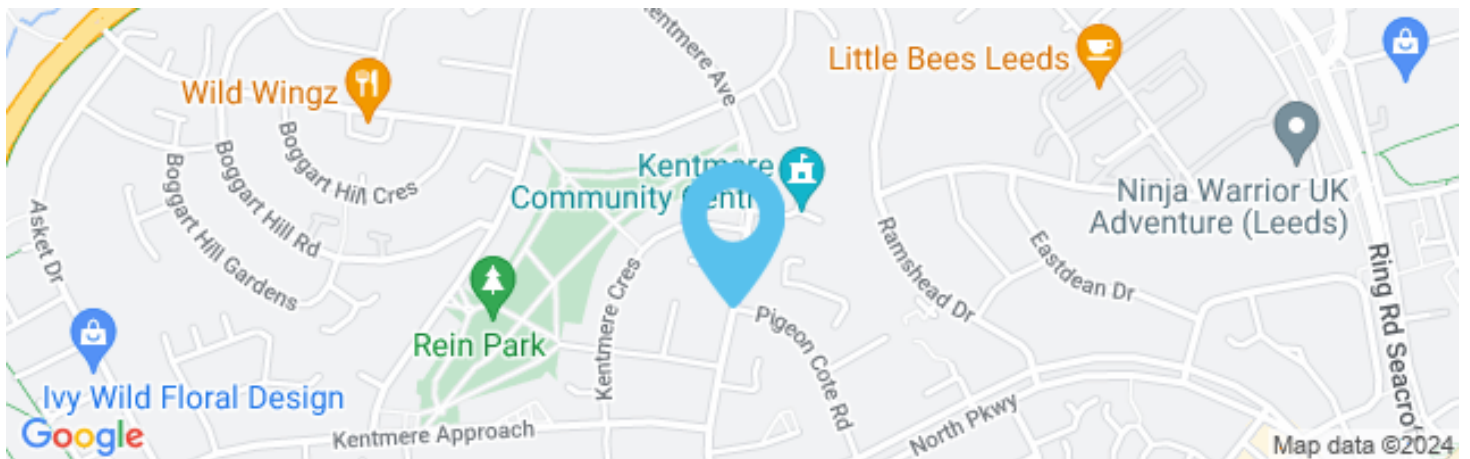 Kentmere Ave
Little Bees Leeds
Wild Wingz
Boggart Hill Cres
Boggart Hill Rd
Boggart Hill Gardens
Asket Dr
Kentmere
Community Centr
Ninja Warrior UK
Adventure (Leeds)
Ramshead Dr
Eastdean Dr
Ring Rd Seacrof
Rein Park
Kentmere Cres
Pigeon Cote Rd
Ivy Wild Floral Design
North Pkwy
Kentmere Approach
Google
Map data ©2024